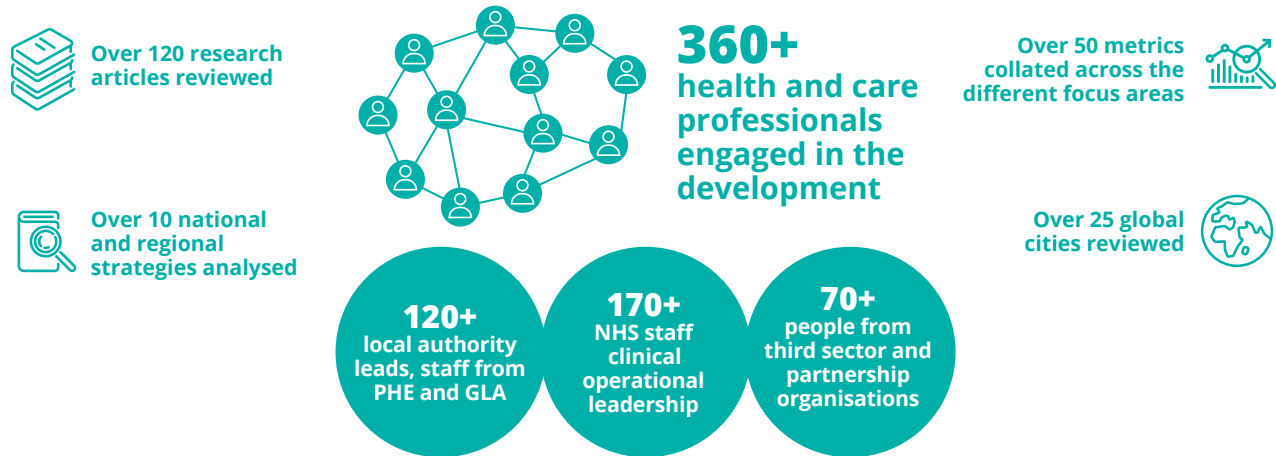 Over 120 research
articles reviewed
Over 10 national
and regional
strategies analysed
360+
health and care
professionals
engaged in the
development
Over 50 metrics
collated across the
different focus areas
Over 25 global
cities reviewed
120+
local authority
leads, staff from
PHE and GLA
170+
NHS staff
clinical
operational
leadership
70+
people from
third sector and
partnership
organisations